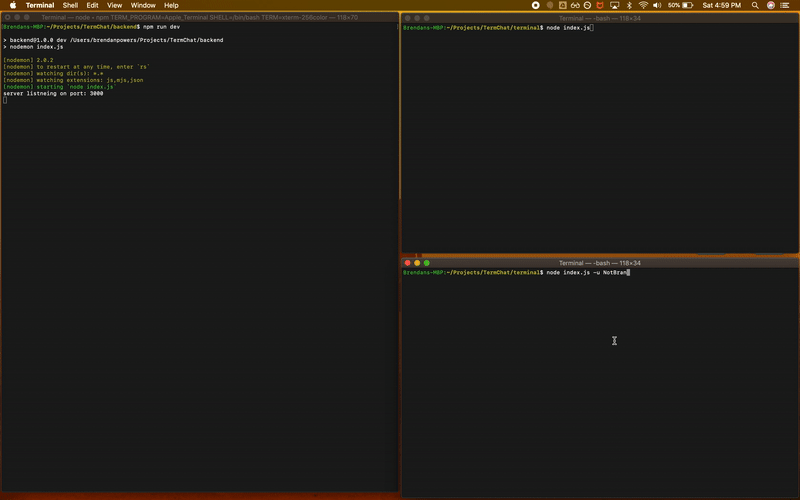 Terminal Shell Edit View Window Help
50% Sat 4:59 PM
Terminal — node - npm TERM_PROGRAM=Apple_Terminal SHELL=/bin/bash TERM=xterm-256color — 118×70
Brendans-MBP:~/Projects/TermChat/backend$ npm run dev
> backend@1.0.0 dev /Users/brendanpowers/Projects/TermChat/backend
> nodemon index.js
[nodemon] 2.0.2
[nodemon] to restart at any time, enter `rs`
[nodemon] watching dir(s): *.*
[nodemon] watching extensions: js,mjs,json
[nodemon] starting `node index.js`
server listneing on port: 3000
Terminal — -bash — 118×34
Brendans-MBP:~/Projects/TermChat/terminal$ node index.js
Terminal — -bash — 118×34
Brendans-MBP:~/Projects/TermChat/terminal$ node index.js -u NotBran